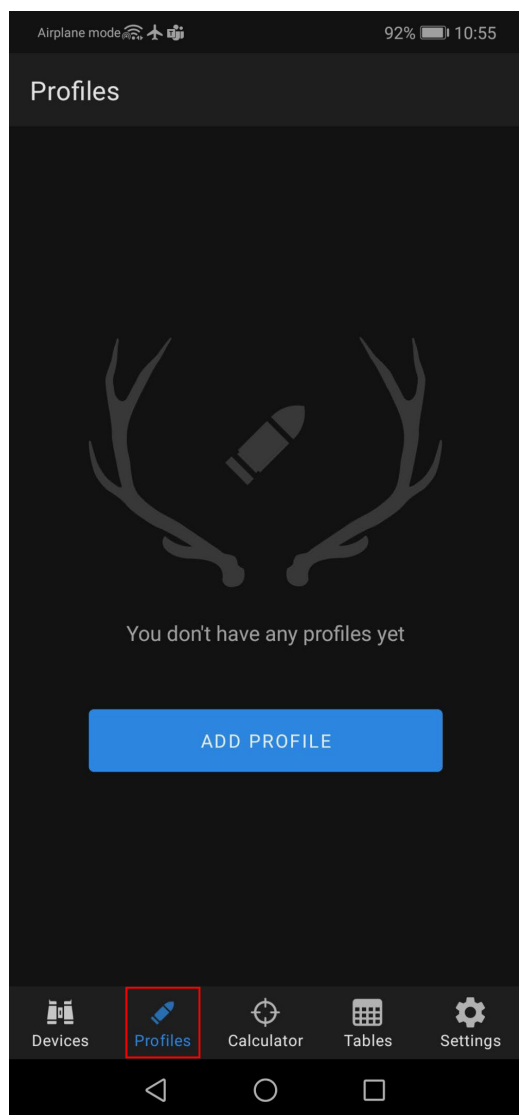 Airplane mode 92% 10:55
Profiles
You don't have any profiles yet
ADD PROFILE
Devices Profiles Calculator Tables Settings